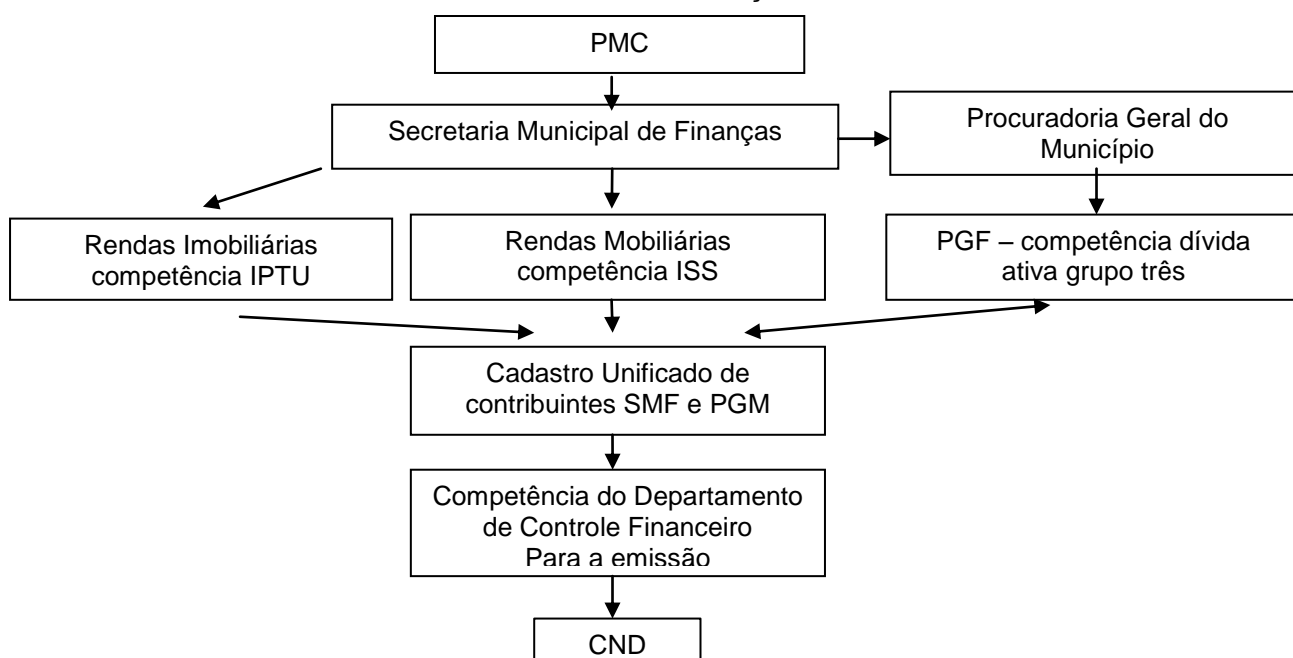 PMC
Secretaria Municipal de Finanças
Procuradoria Geral do
Município
Rendas Imobiliárias
competência IPTU
Rendas Mobiliárias
competência ISS
PGF – competência dívida
ativa grupo três
Cadastro Unificado de
contribuintes SMF e PGM
Competência do Departamento
de Controle Financeiro
Para a emissão
CND